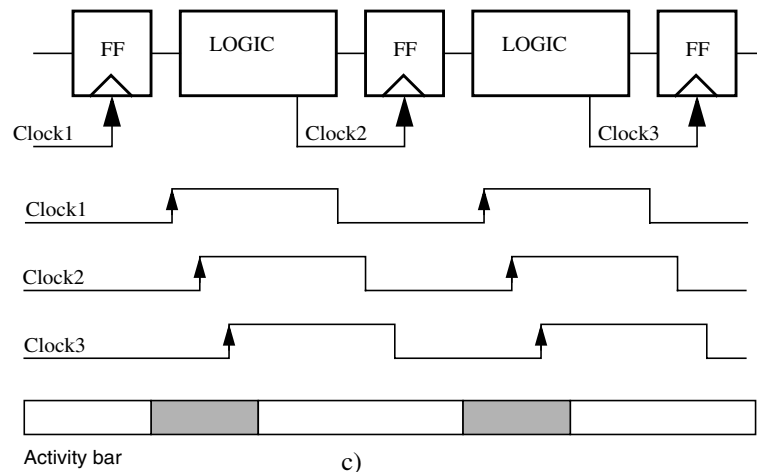 FF LOGIC FF LOGIC FF
Clock1 Clock2 Clock3
Clock1
Clock2
Clock3
Activity bar
c)